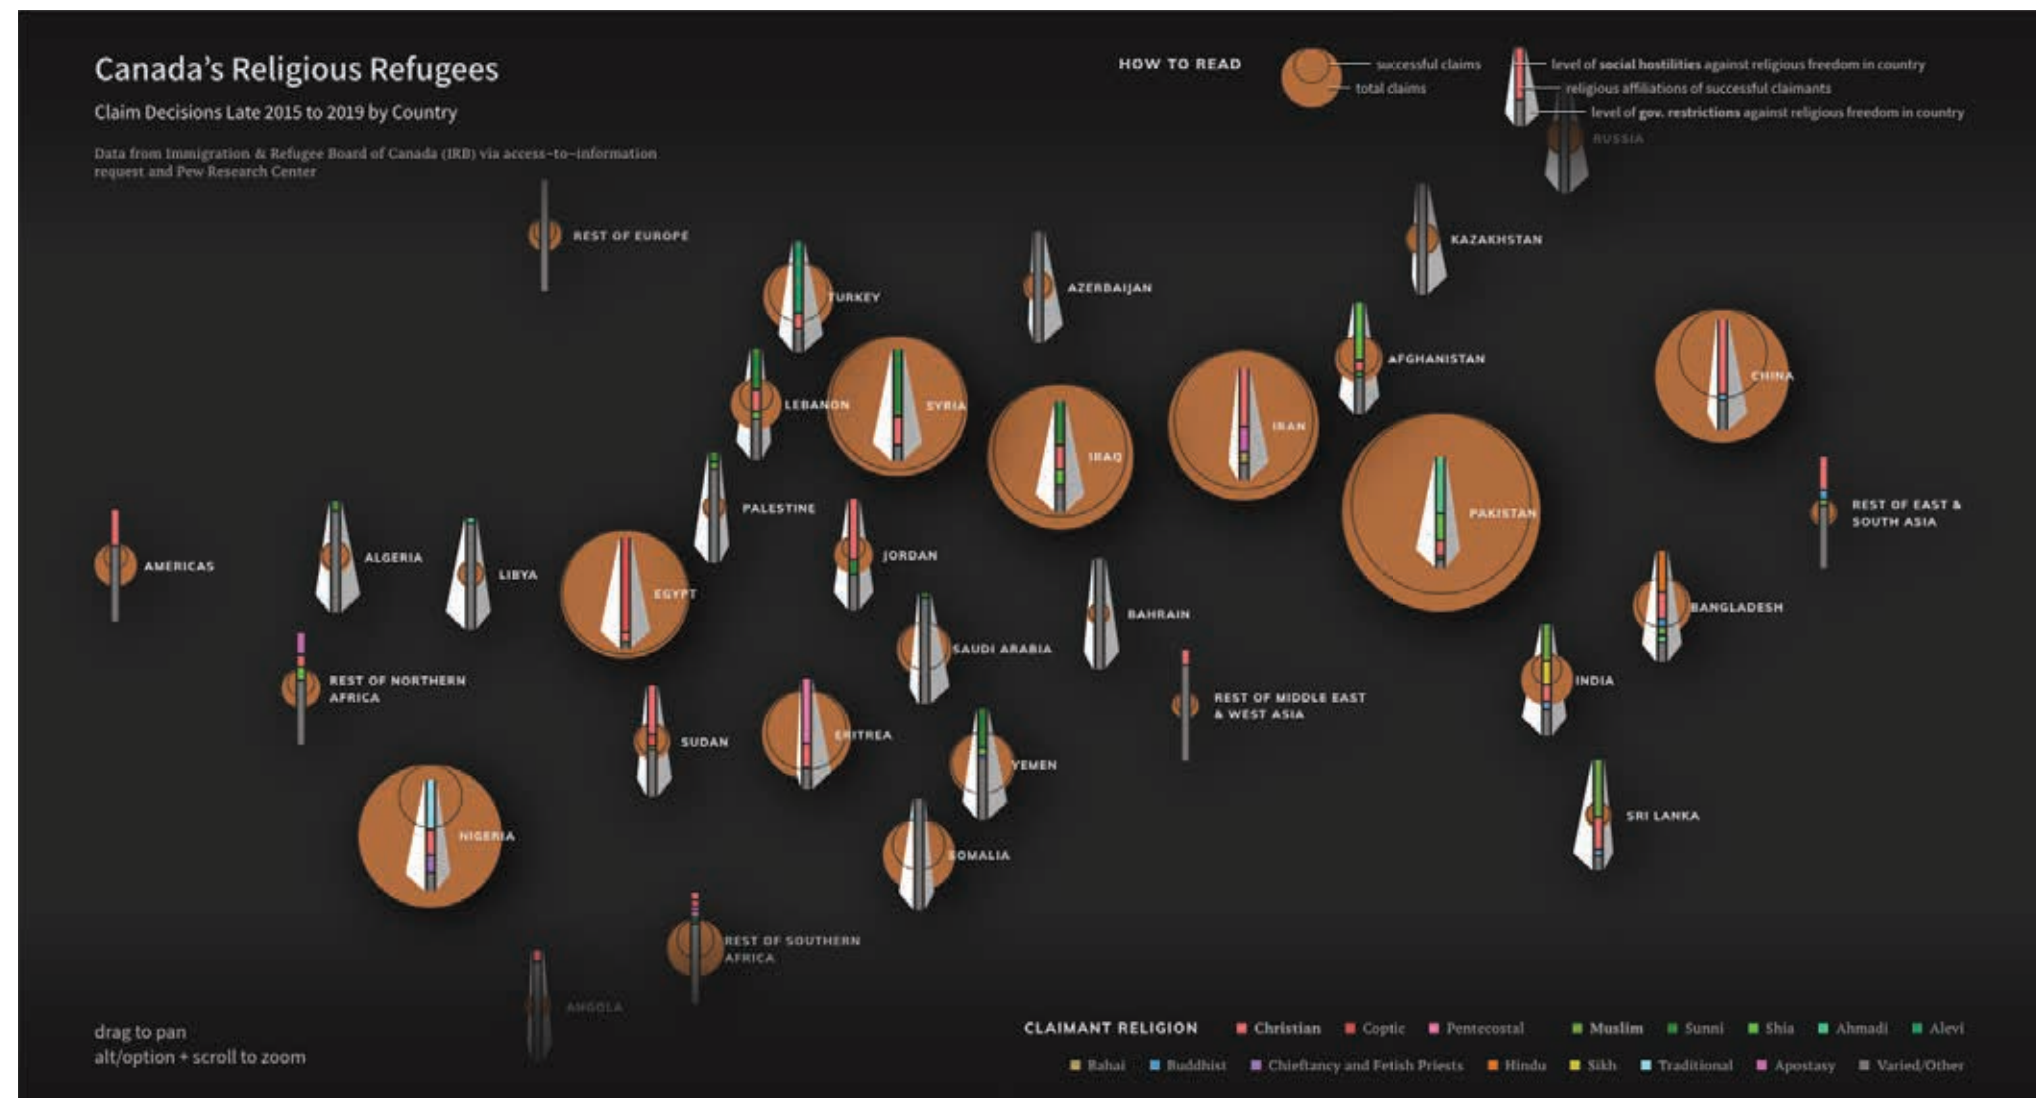 Canada's Religious Refugees
Claim Decisions Late 2015 to 2019 by Country
Data from Immigration & Refugee Board of Canada (IRB) via access-to-information
request and Pew Research Center
HOW TO READ
successful claims
total claims
level of social hostilities against religious freedom in country
religious affiliations of successful claimants
level of gov. restrictions against religious freedom in country
RUSSIA
REST OF EUROPE
KAZAKHSTAN
TURKEY
AZERBAIJAN
AFGHANISTAN
CHINA
LEBANON
SYRIA
IRAN
IRAQ
PALESTINE
PAKISTAN
REST OF EAST &
SOUTH ASIA
AMERICAS
ALGERIA
LIBYA
JORDAN
EGYPT
BAHRAIN
BANGLADESH
SAUDI ARABIA
REST OF NORTHERN
AFRICA
INDIA
REST OF MIDDLE EAST
& WEST ASIA
SUDAN
ERITREA
YEMEN
SRI LANKA
NIGERIA
SOMALIA
REST OF SOUTHERN
AFRICA
ANGOLA
drag to pan
alt/option + scroll to zoom
CLAIMANT RELIGION Christian Coptic Pentecostal Muslim Sunni Shia Ahmadi Alevi
Bahai Buddhist Chieftancy and Fetish Priests Hindu Sikh Traditional Apostasy Varied/Other